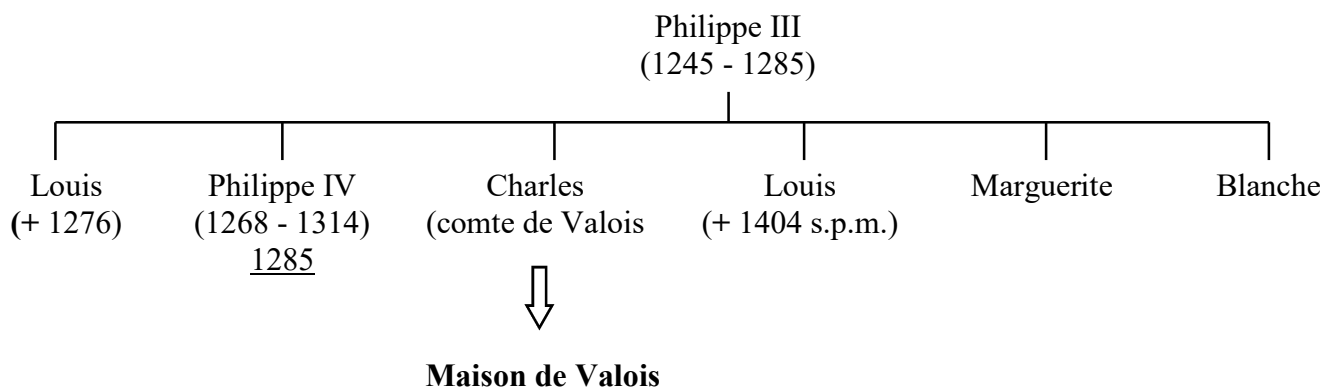 Philippe III
(1245 - 1285)
Louis
(+ 1276)
Philippe IV
(1268 - 1314)
1285
Charles
(comte de Valois
Louis
(+ 1404 s.p.m.)
Marguerite
Blanche
Maison de Valois